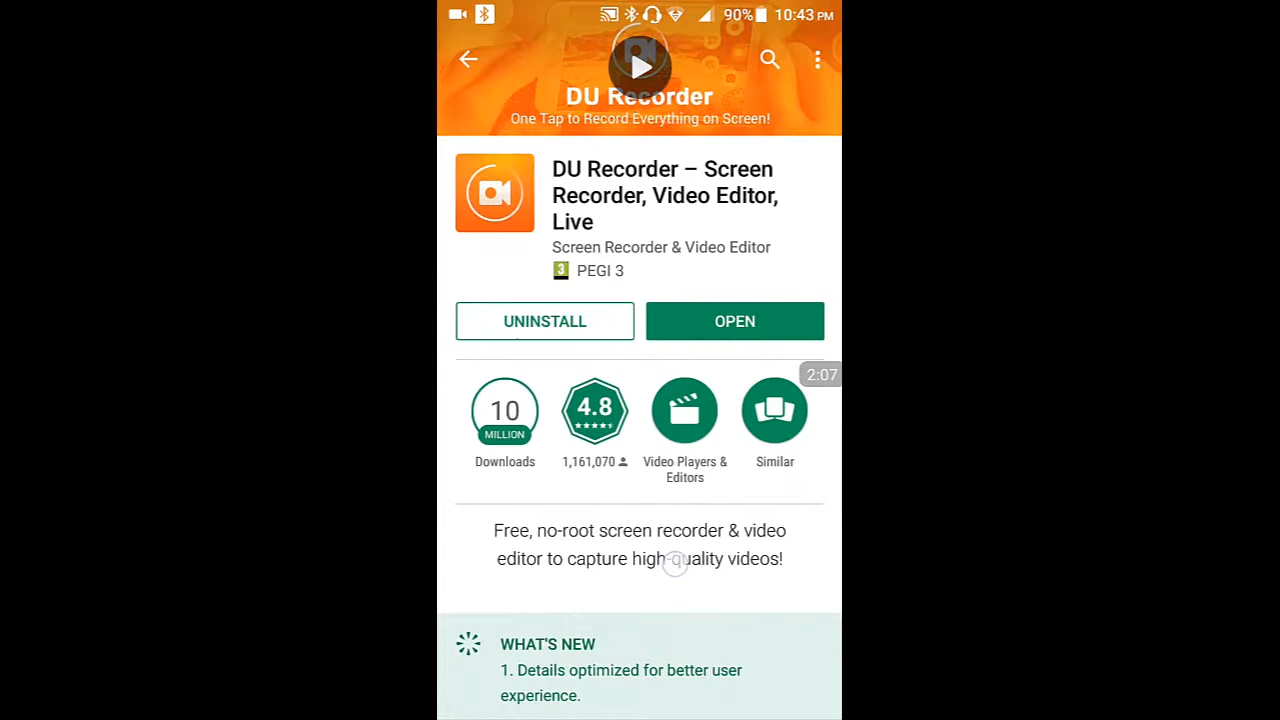 90% 10:43 PM
DU Recorder
One Tap to Record Everything on Screen!
DU Recorder – Screen
Recorder, Video Editor,
Live
Screen Recorder & Video Editor
3 PEGI 3
UNINSTALL
OPEN
2:07
10
MILLION
Downloads
4.8
1,161,070
Video Players &
Editors
Similar
Free, no-root screen recorder & video
editor to capture high-quality videos!
WHAT'S NEW
1. Details optimized for better user
experience.